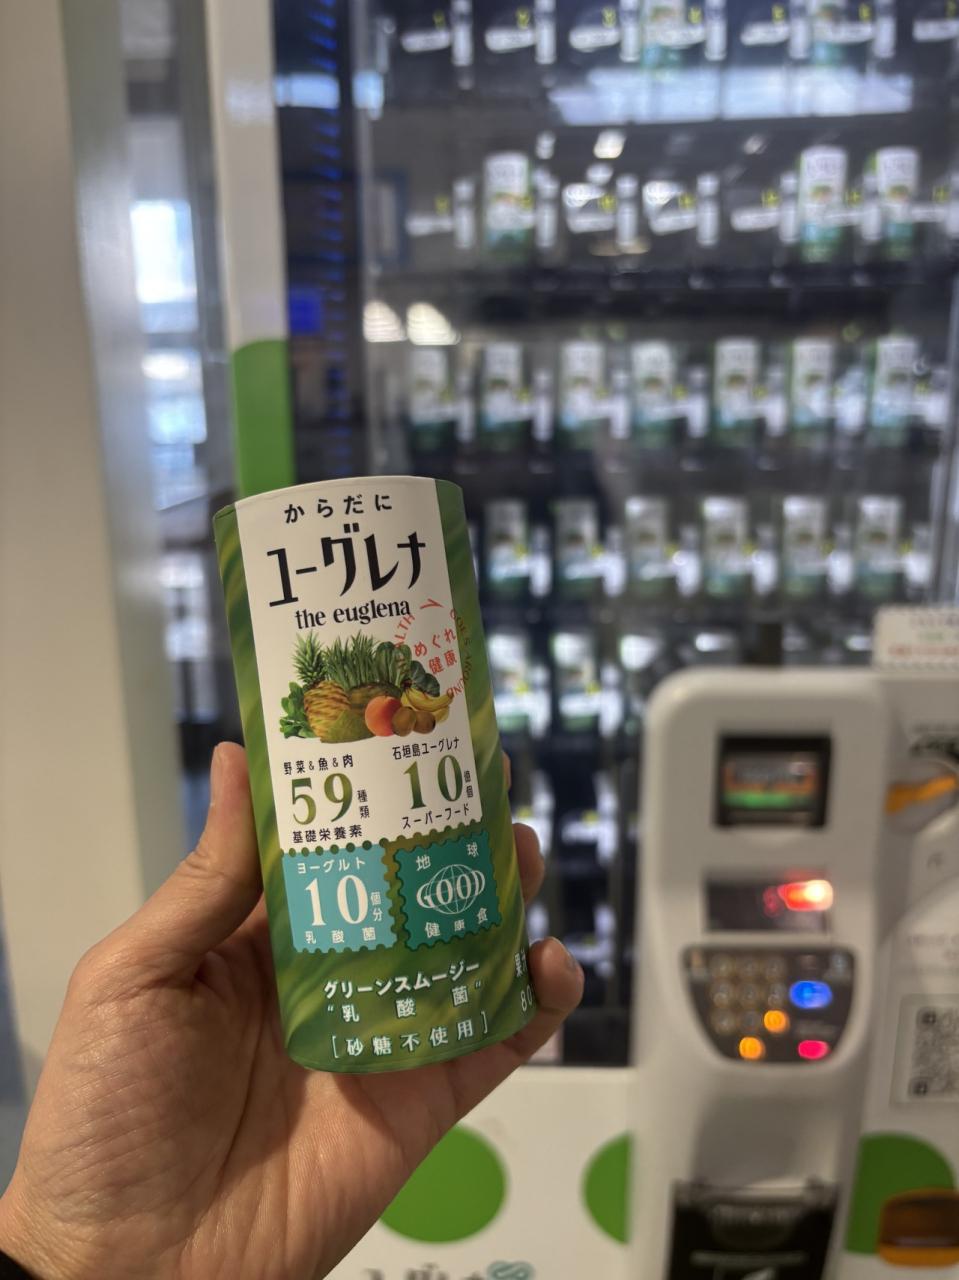 からだに
ユーグレナ
the euglena
HEALTH
GOES AROUND
めぐれ
健康
野菜&魚&肉
59種類
基礎栄養素
石垣島ユーグレナ
10億個
スーパーフード
ヨーグルト
10個分
乳酸菌
地球
健康食
グリーンスムージー
"乳酸菌"
[砂糖不使用]